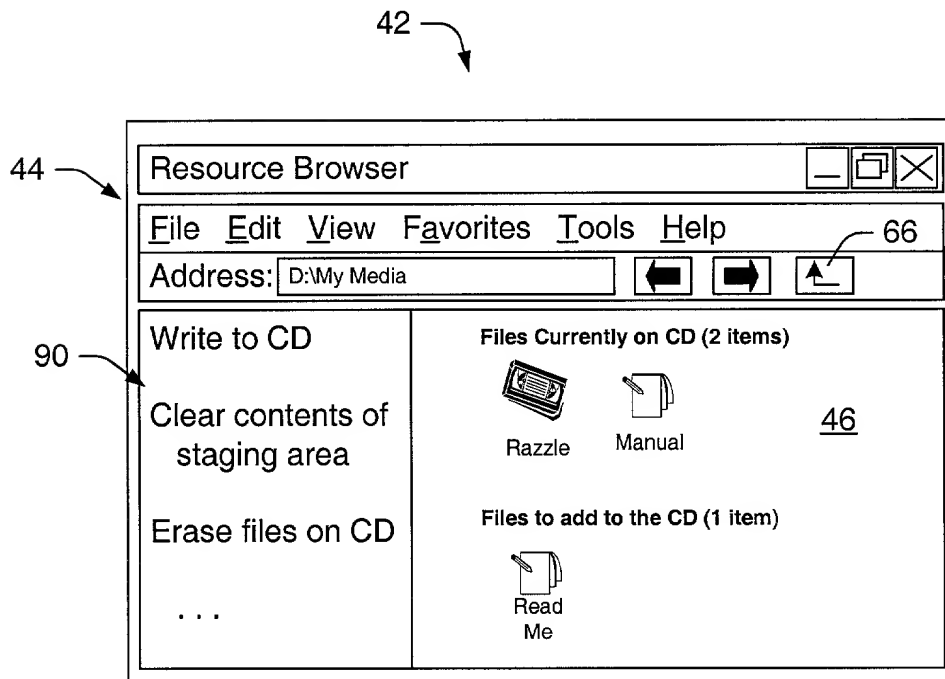 42
44
Resource Browser
File Edit View Favorites Tools Help
66
Address: D:\My Media
90
Write to CD
Clear contents of
staging area
Erase files on CD
. . .
Files Currently on CD (2 items)
Razzle Manual
46
Files to add to the CD (1 item)
Read
Me